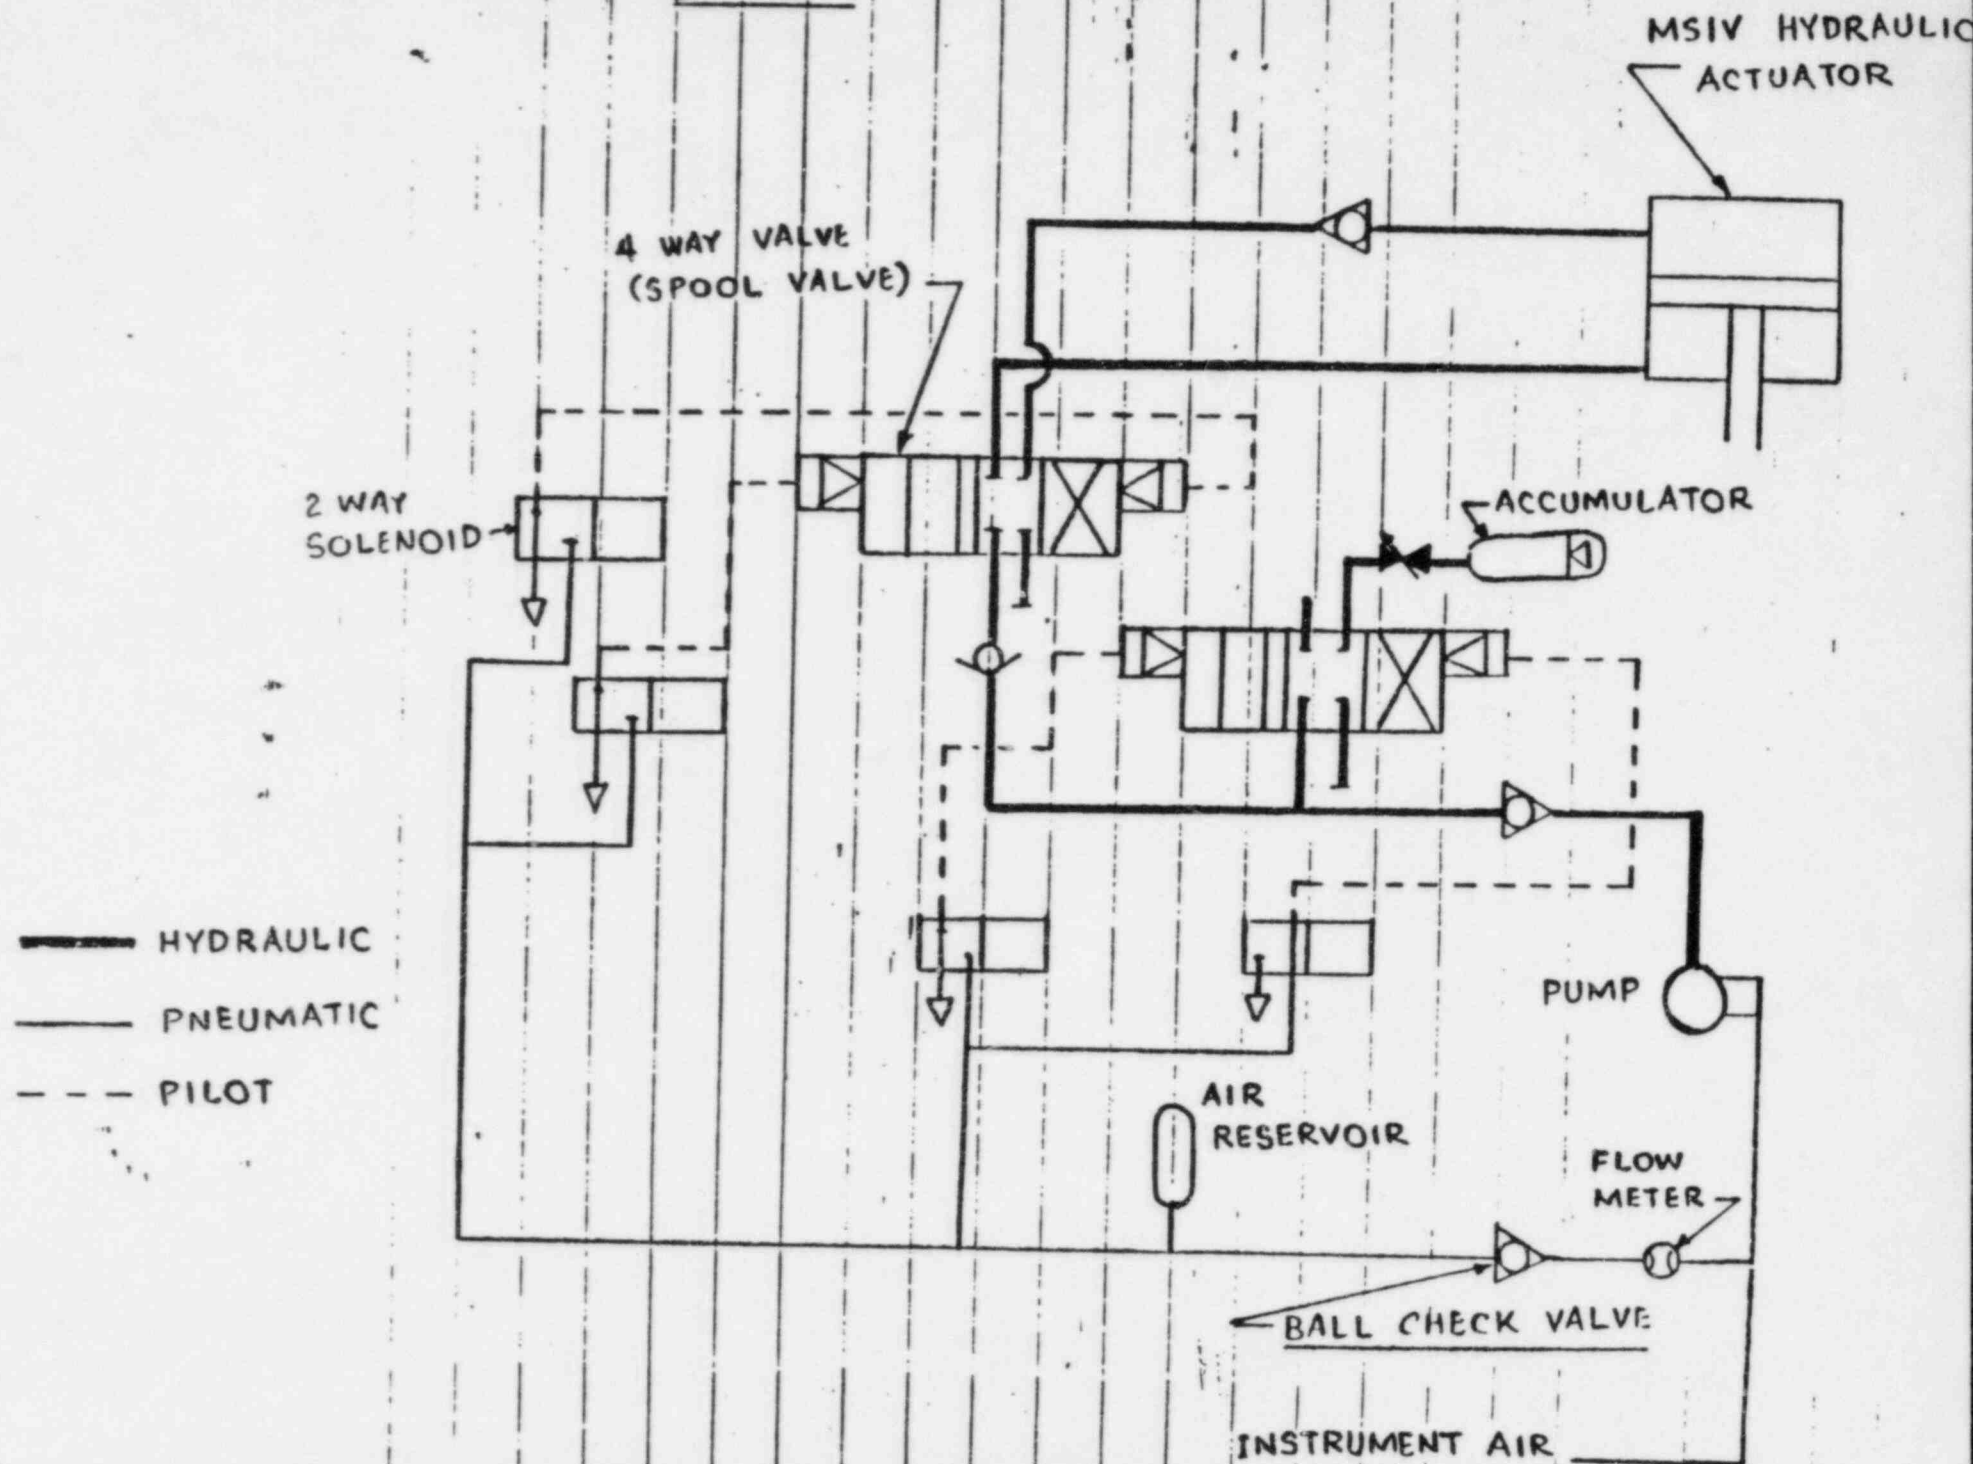 MSIV HYDRAULIC
ACTUATOR
4 WAY VALVE
(SPOOL VALVE)
2 WAY
SOLENOID
ACCUMULATOR
HYDRAULIC
PNEUMATIC
PILOT
PUMP
AIR
RESERVOIR
FLOW
METER
BALL CHECK VALVE
INSTRUMENT AIR